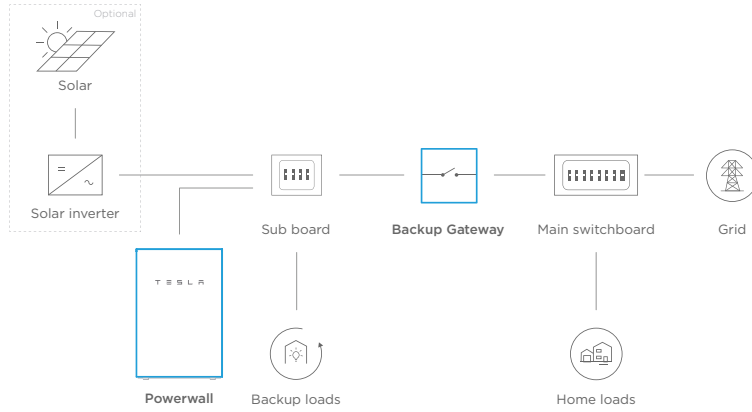 Optional
Solar
Solar inverter
Sub board
Backup Gateway
Main switchboard
Grid
TESLA
Powerwall
Backup loads
Home loads